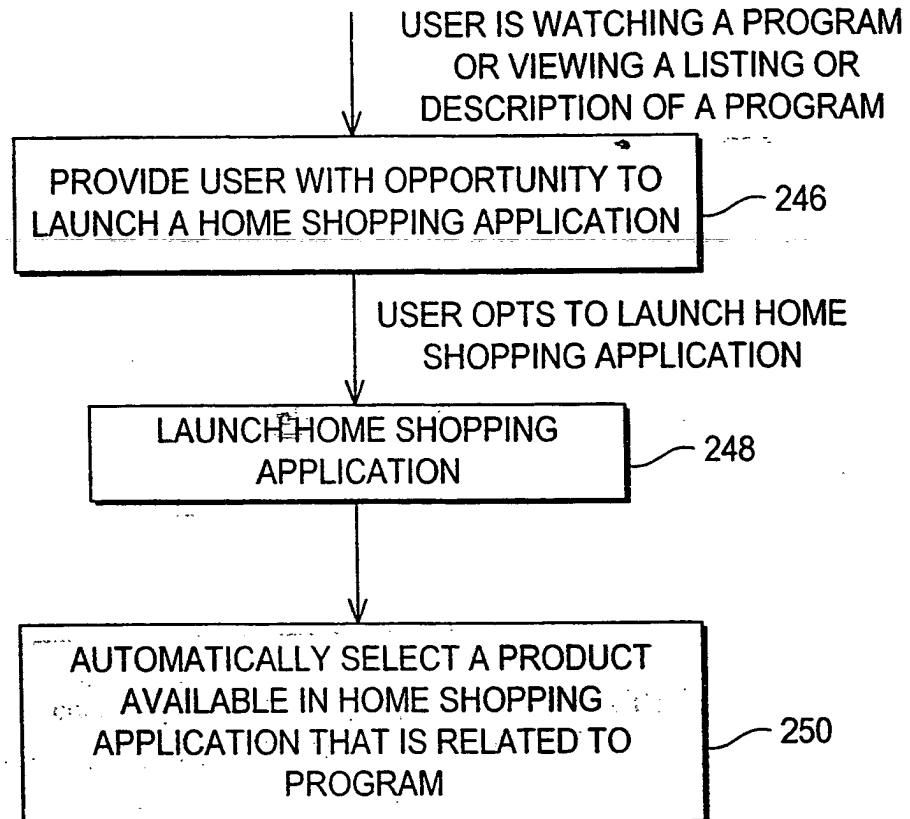 USER IS WATCHING A PROGRAM
OR VIEWING A LISTING OR
DESCRIPTION OF A PROGRAM
PROVIDE USER WITH OPPORTUNITY TO
LAUNCH A HOME SHOPPING APPLICATION
246
USER OPTS TO LAUNCH HOME
SHOPPING APPLICATION
LAUNCH HOME SHOPPING
APPLICATION
248
AUTOMATICALLY SELECT A PRODUCT
AVAILABLE IN HOME SHOPPING
APPLICATION THAT IS RELATED TO
PROGRAM
250